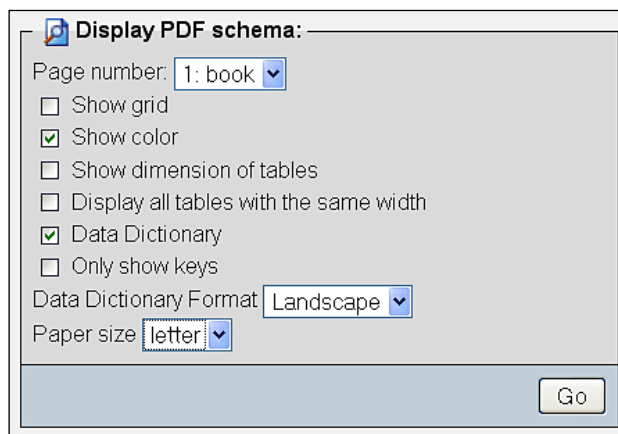 Display PDF schema:
Page number: 1: book
Show grid
Show color
Show dimension of tables
Display all tables with the same width
Data Dictionary
Only show keys
Data Dictionary Format Landscape
Paper size letter
Go